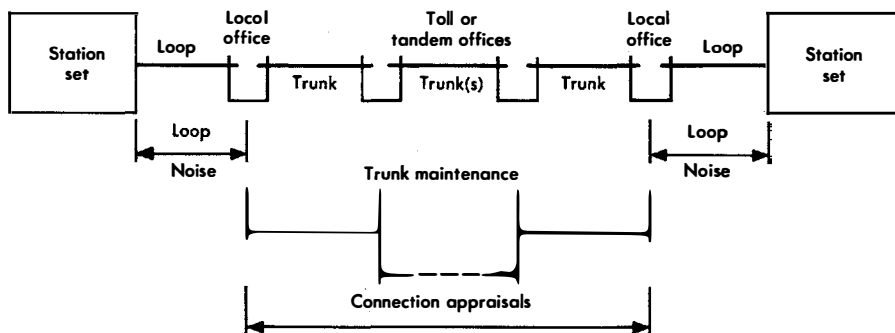 Locol
office
Toll or
tandem offices
Local
office
Station
set
Loop
Loop
Station
set
Trunk
Trunk(s)
Trunk
Loop
Noise
Loop
Noise
Trunk maintenance
Connection appraisals